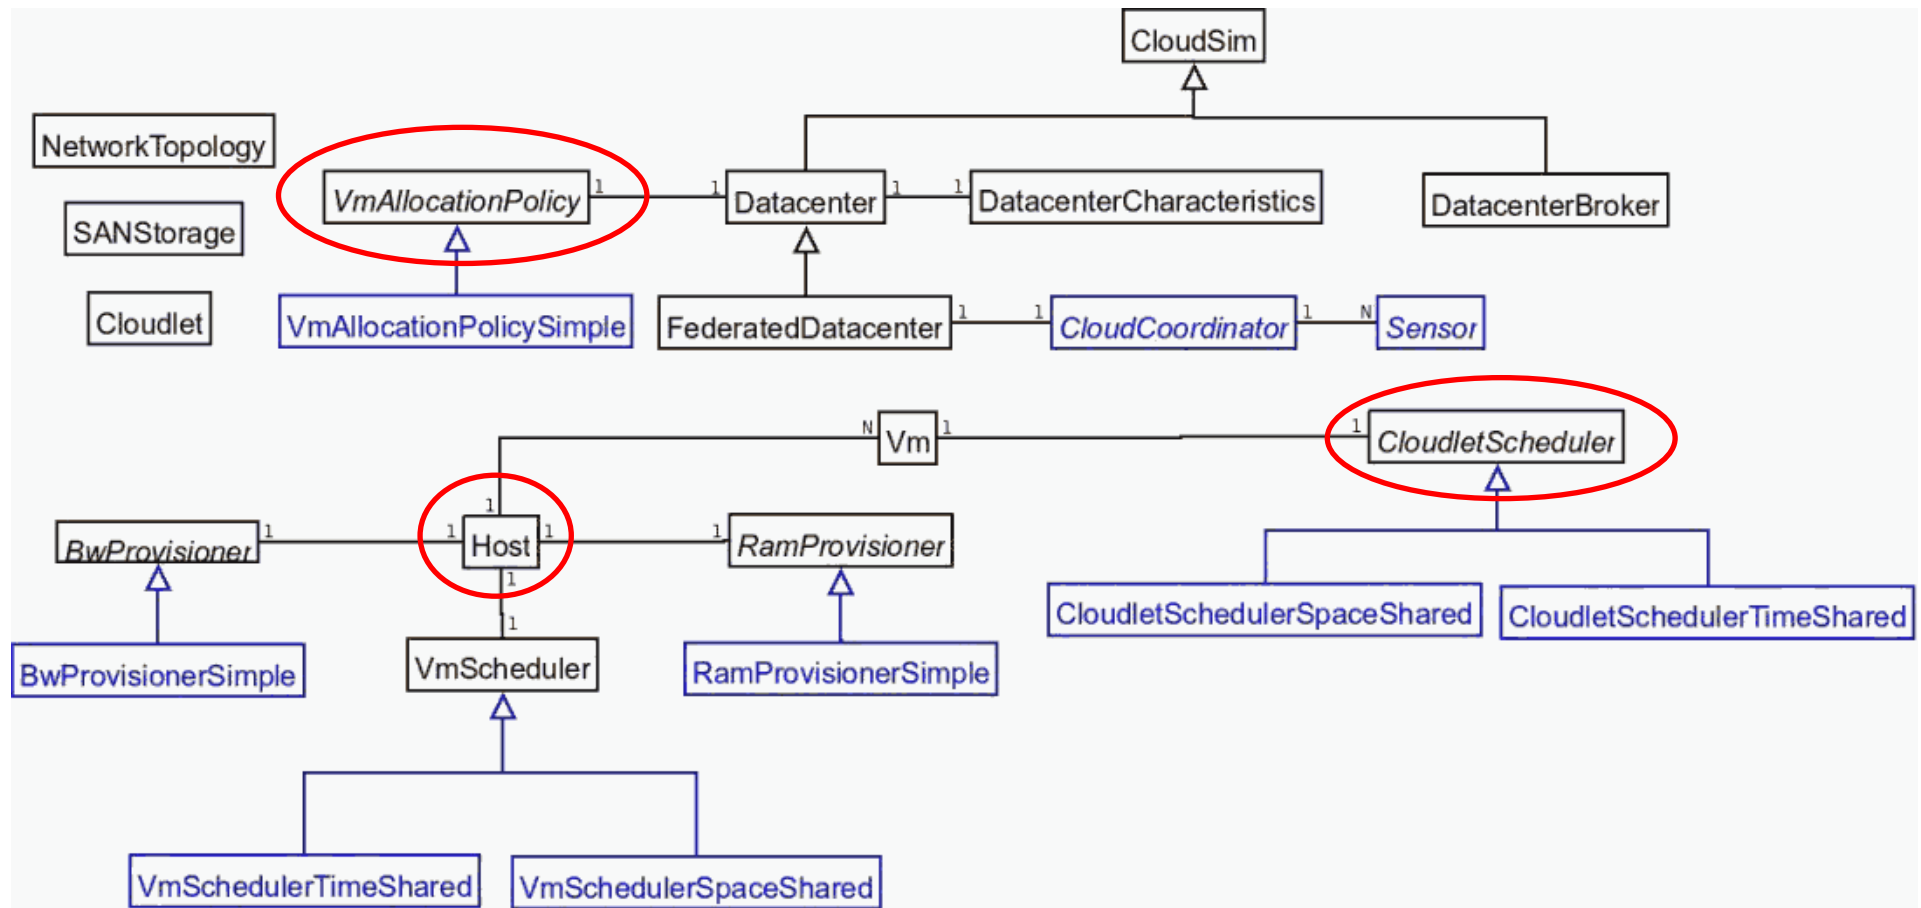 CloudSim
NetworkTopology
VmAllocationPolicy 1 1 Datacenter 1 1 DatacenterCharacteristics
DatacenterBroker
SANStorage
Cloudlet
VmAllocationPolicySimple
FederatedDatacenter 1 1 CloudCoordinator 1 N Sensor
N Vm 1 1 CloudletScheduler
1
BwProvisioner 1 1 Host 1 1 RamProvisioner
1
CloudletSchedulerSpaceShared
CloudletSchedulerTimeShared
1
BwProvisionerSimple
VmScheduler
RamProvisionerSimple
VmSchedulerTimeShared
VmSchedulerSpaceShared